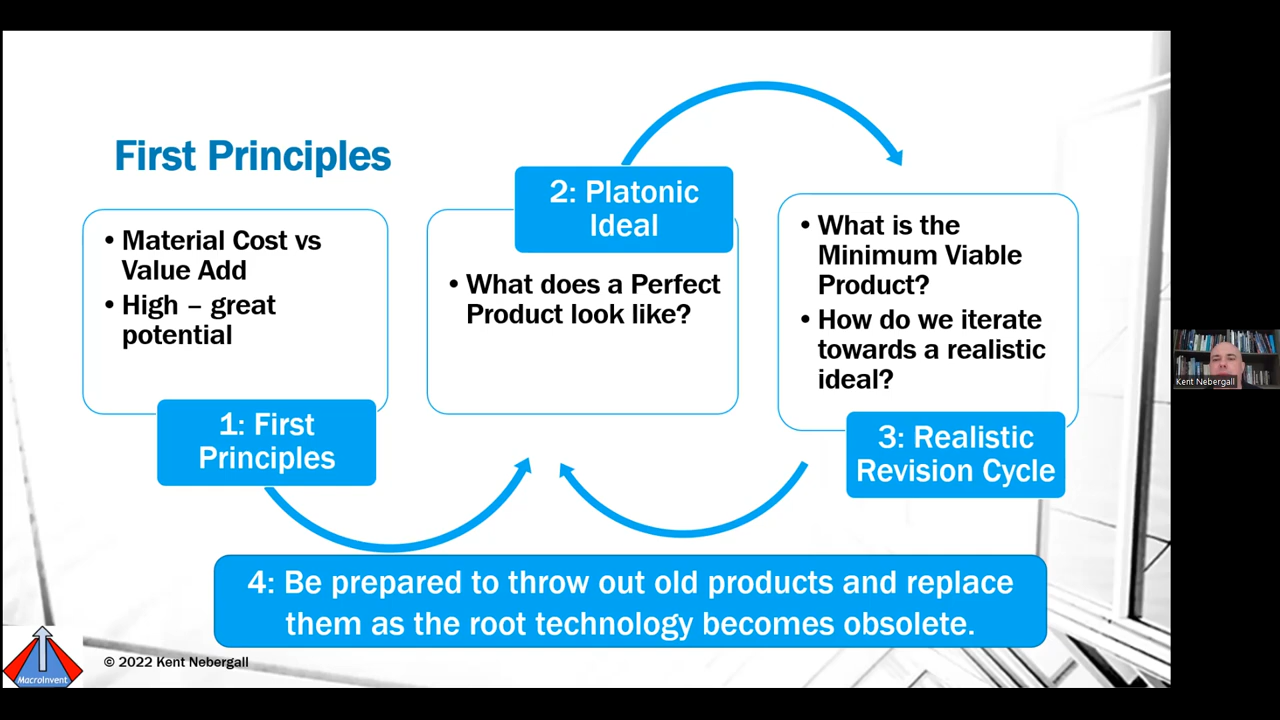 First Principles
• Material Cost vs
Value Add
• High – great
potential
1: First
Principles
2: Platonic
Ideal
• What does a Perfect
Product look like?
• What is the
Minimum Viable
Product?
• How do we iterate
towards a realistic
ideal?
3: Realistic
Revision Cycle
4: Be prepared to throw out old products and replace
them as the root technology becomes obsolete.
MacroInvent
© 2022 Kent Nebergall
Kent Nebergall